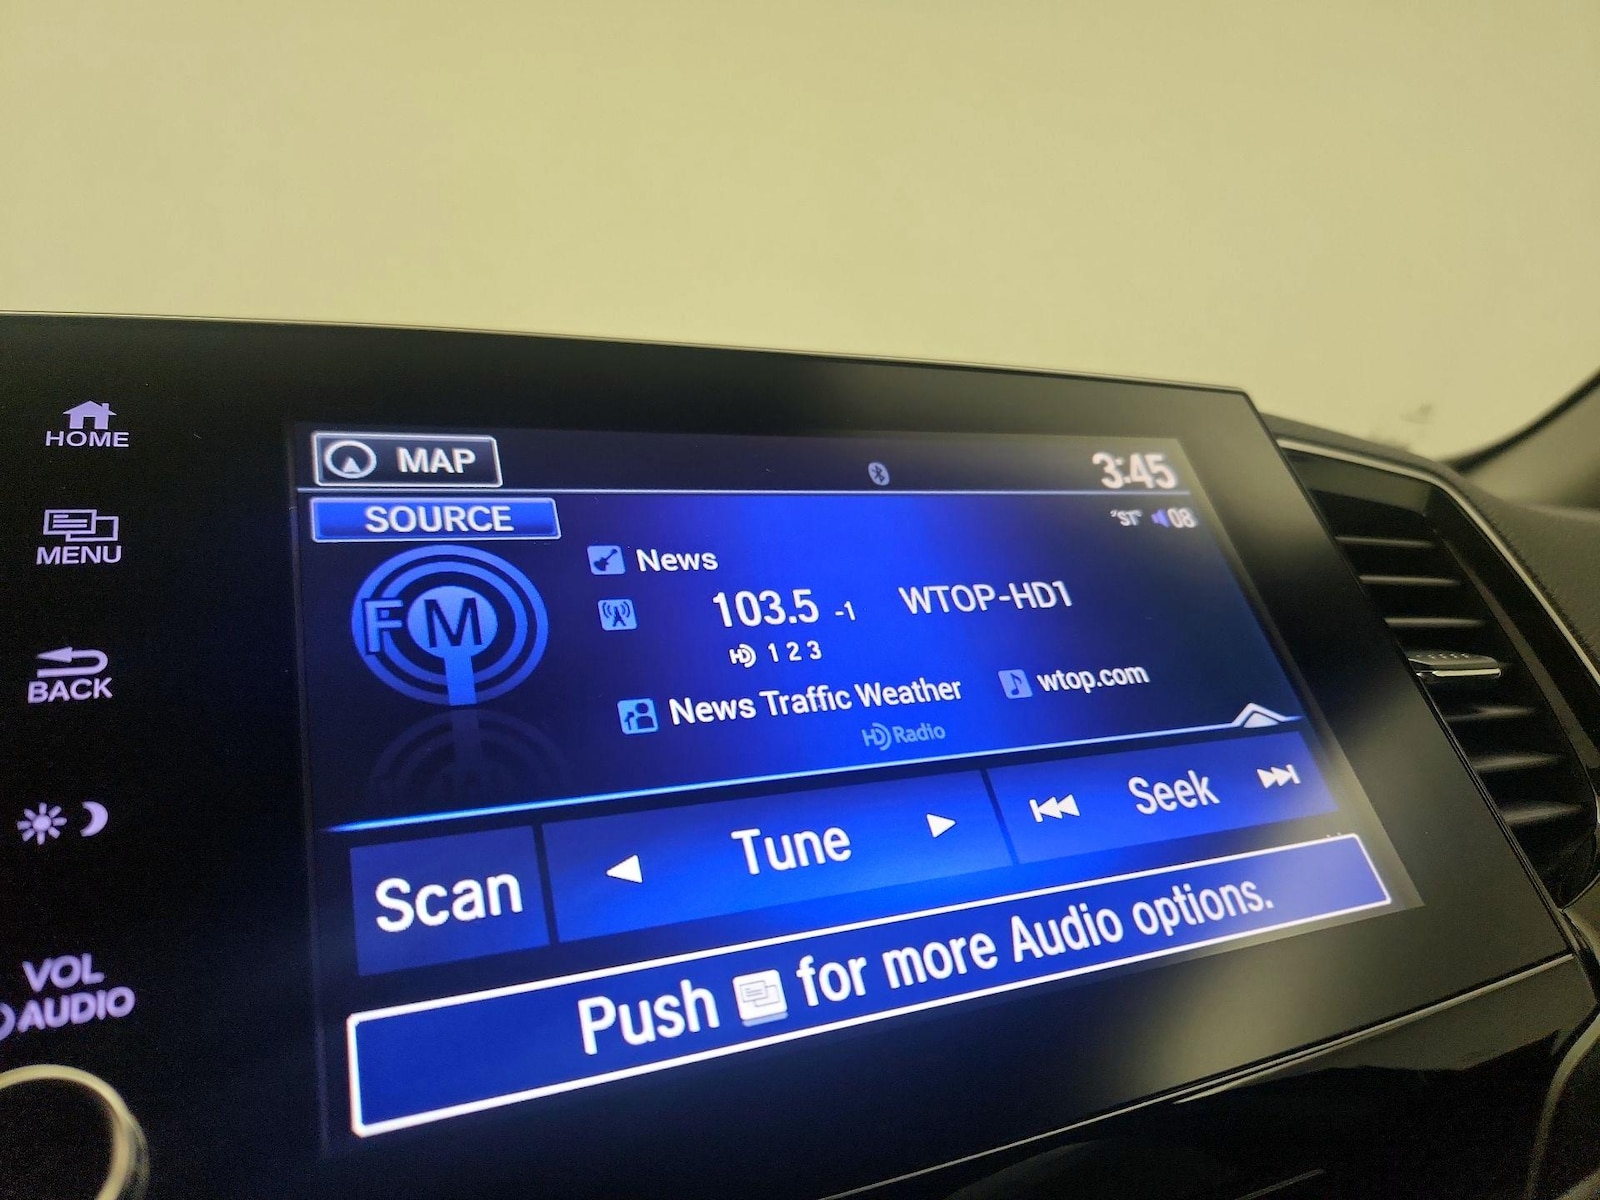 HOME
MENU
BACK
VOL
AUDIO
MAP
3:45
SOURCE
"ST" 08
FM
News
103.5 -1 WTOP-HD1
HD 1 2 3
News Traffic Weather wtop.com
HD Radio
Scan Tune Seek
Push for more Audio options.